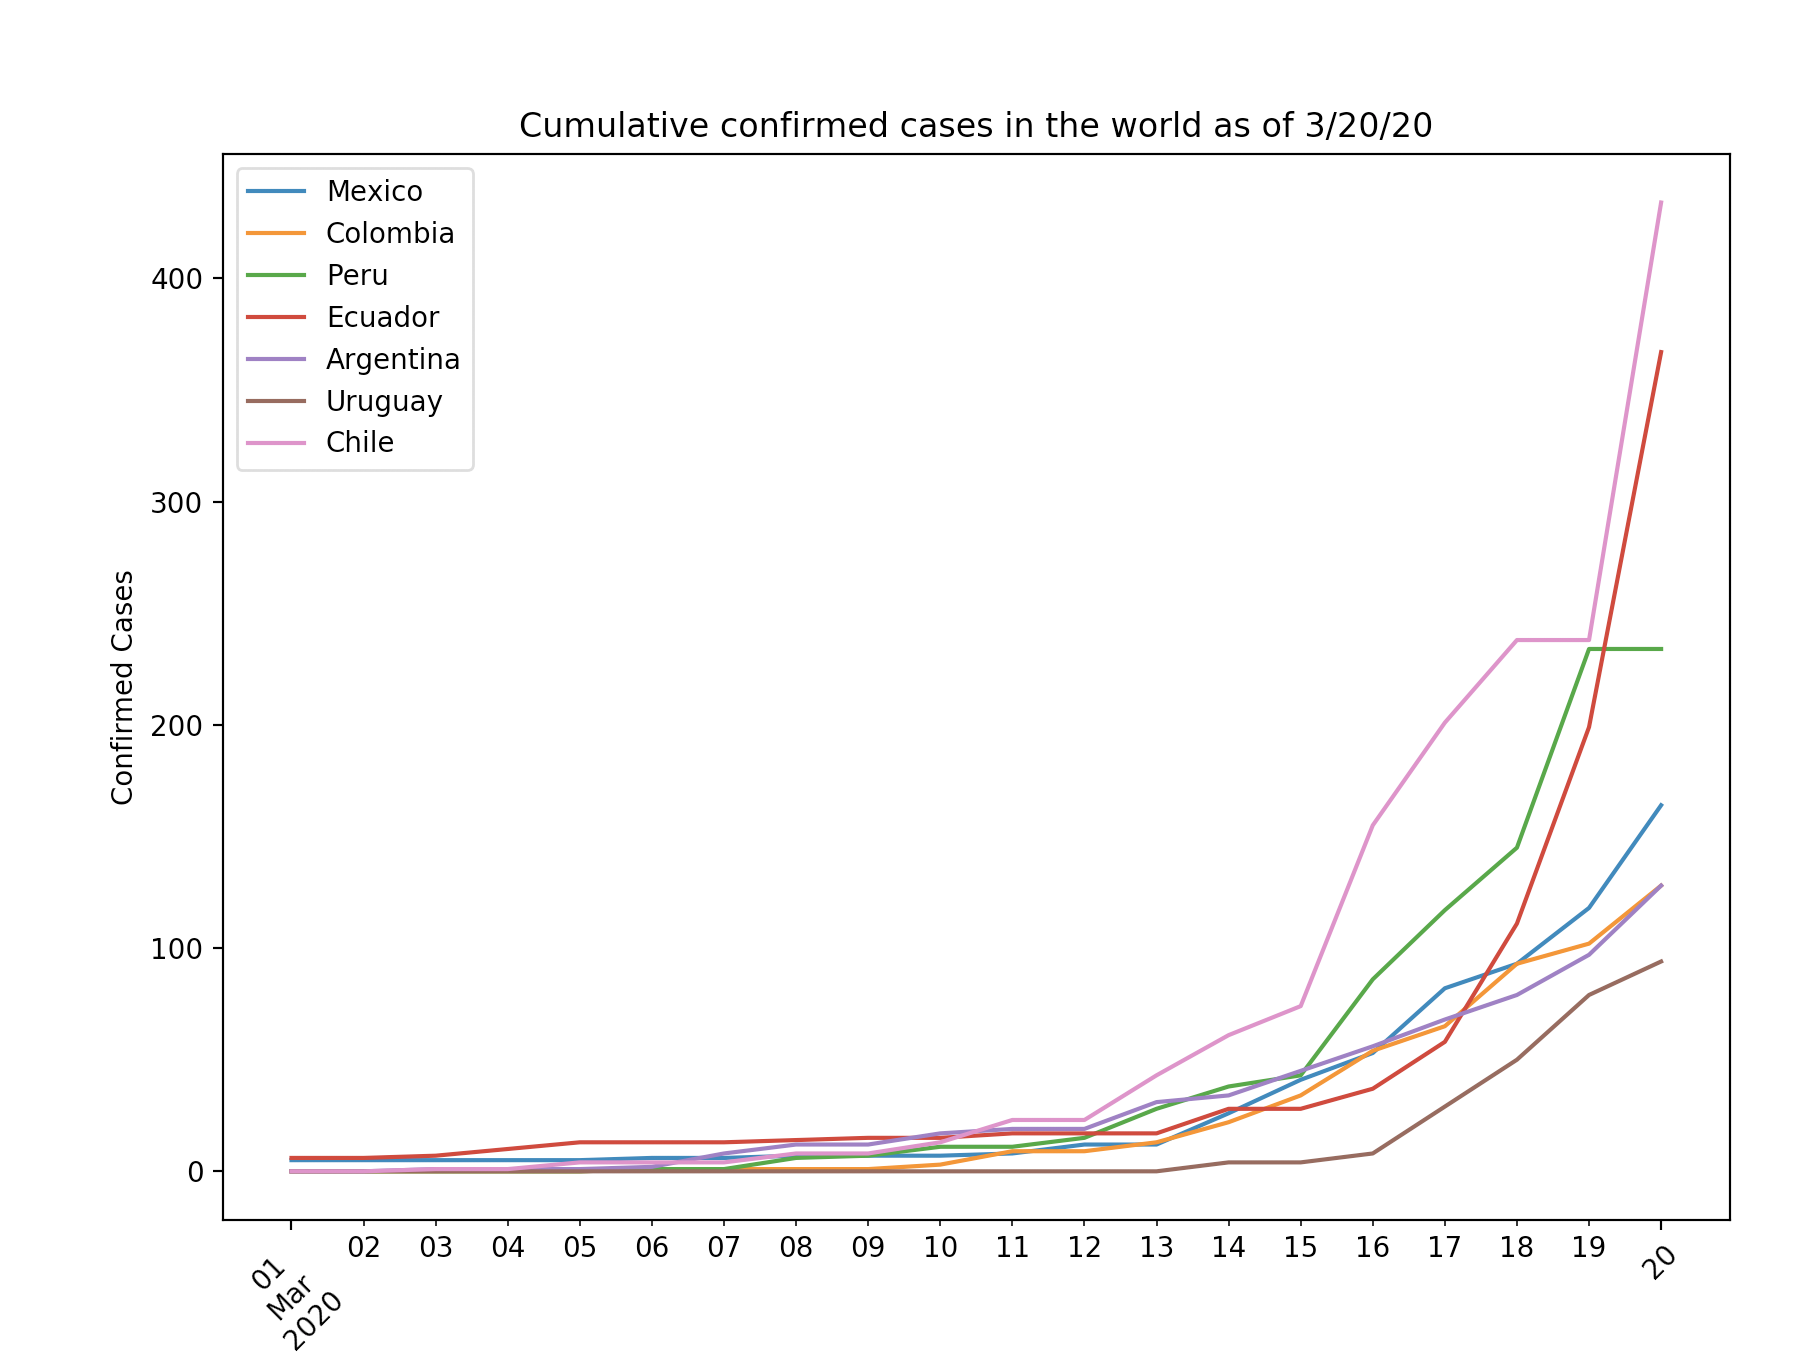 Cumulative confirmed cases in the world as of 3/20/20
Mexico
Colombia
Peru
Ecuador
Argentina
Uruguay
Chile
Confirmed Cases
400
300
200
100
0
01 02 03 04 05 06 07 08 09 10 11 12 13 14 15 16 17 18 19 20
Mar
2020